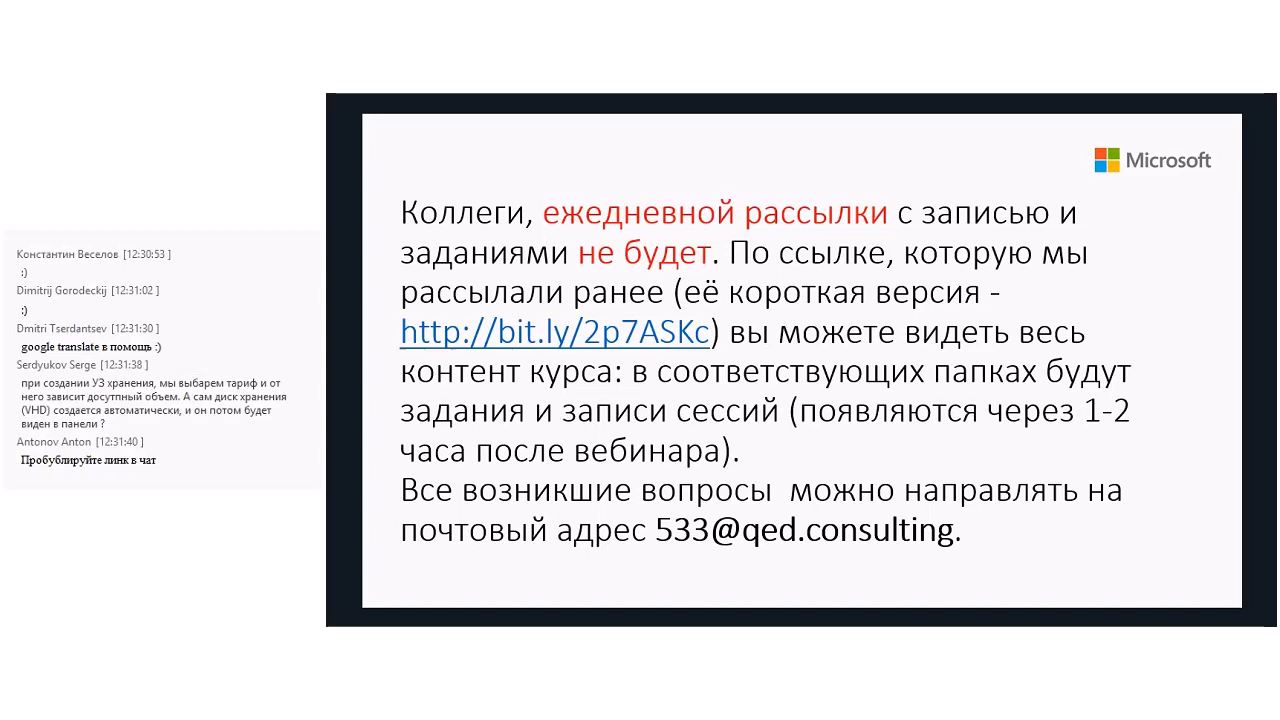 Константин Веселов [12:30:53 ]
:)
Dimitrij Gorodeckij [12:31:02 ]
:)
Dmitri Tserdantsev [12:31:30 ]
google translate в помощь :)
Serdyukov Serge [12:31:38 ]
при создании УЗ хранения, мы выбарем тариф и от
него зависит досутпный объем. А сам диск хранения
(VHD) создается автоматически, и он потом будет
виден в панели ?
Antonov Anton [12:31:40 ]
Пробублируйте линк в чат
Microsoft
Коллеги, ежедневной рассылки с записью и
заданиями не будет. По ссылке, которую мы
рассылали ранее (её короткая версия -
http://bit.ly/2p7ASKc) вы можете видеть весь
контент курса: в соответствующих папках будут
задания и записи сессий (появляются через 1-2
часа после вебинара).
Все возникшие вопросы  можно направлять на
почтовый адрес 533@qed.consulting.